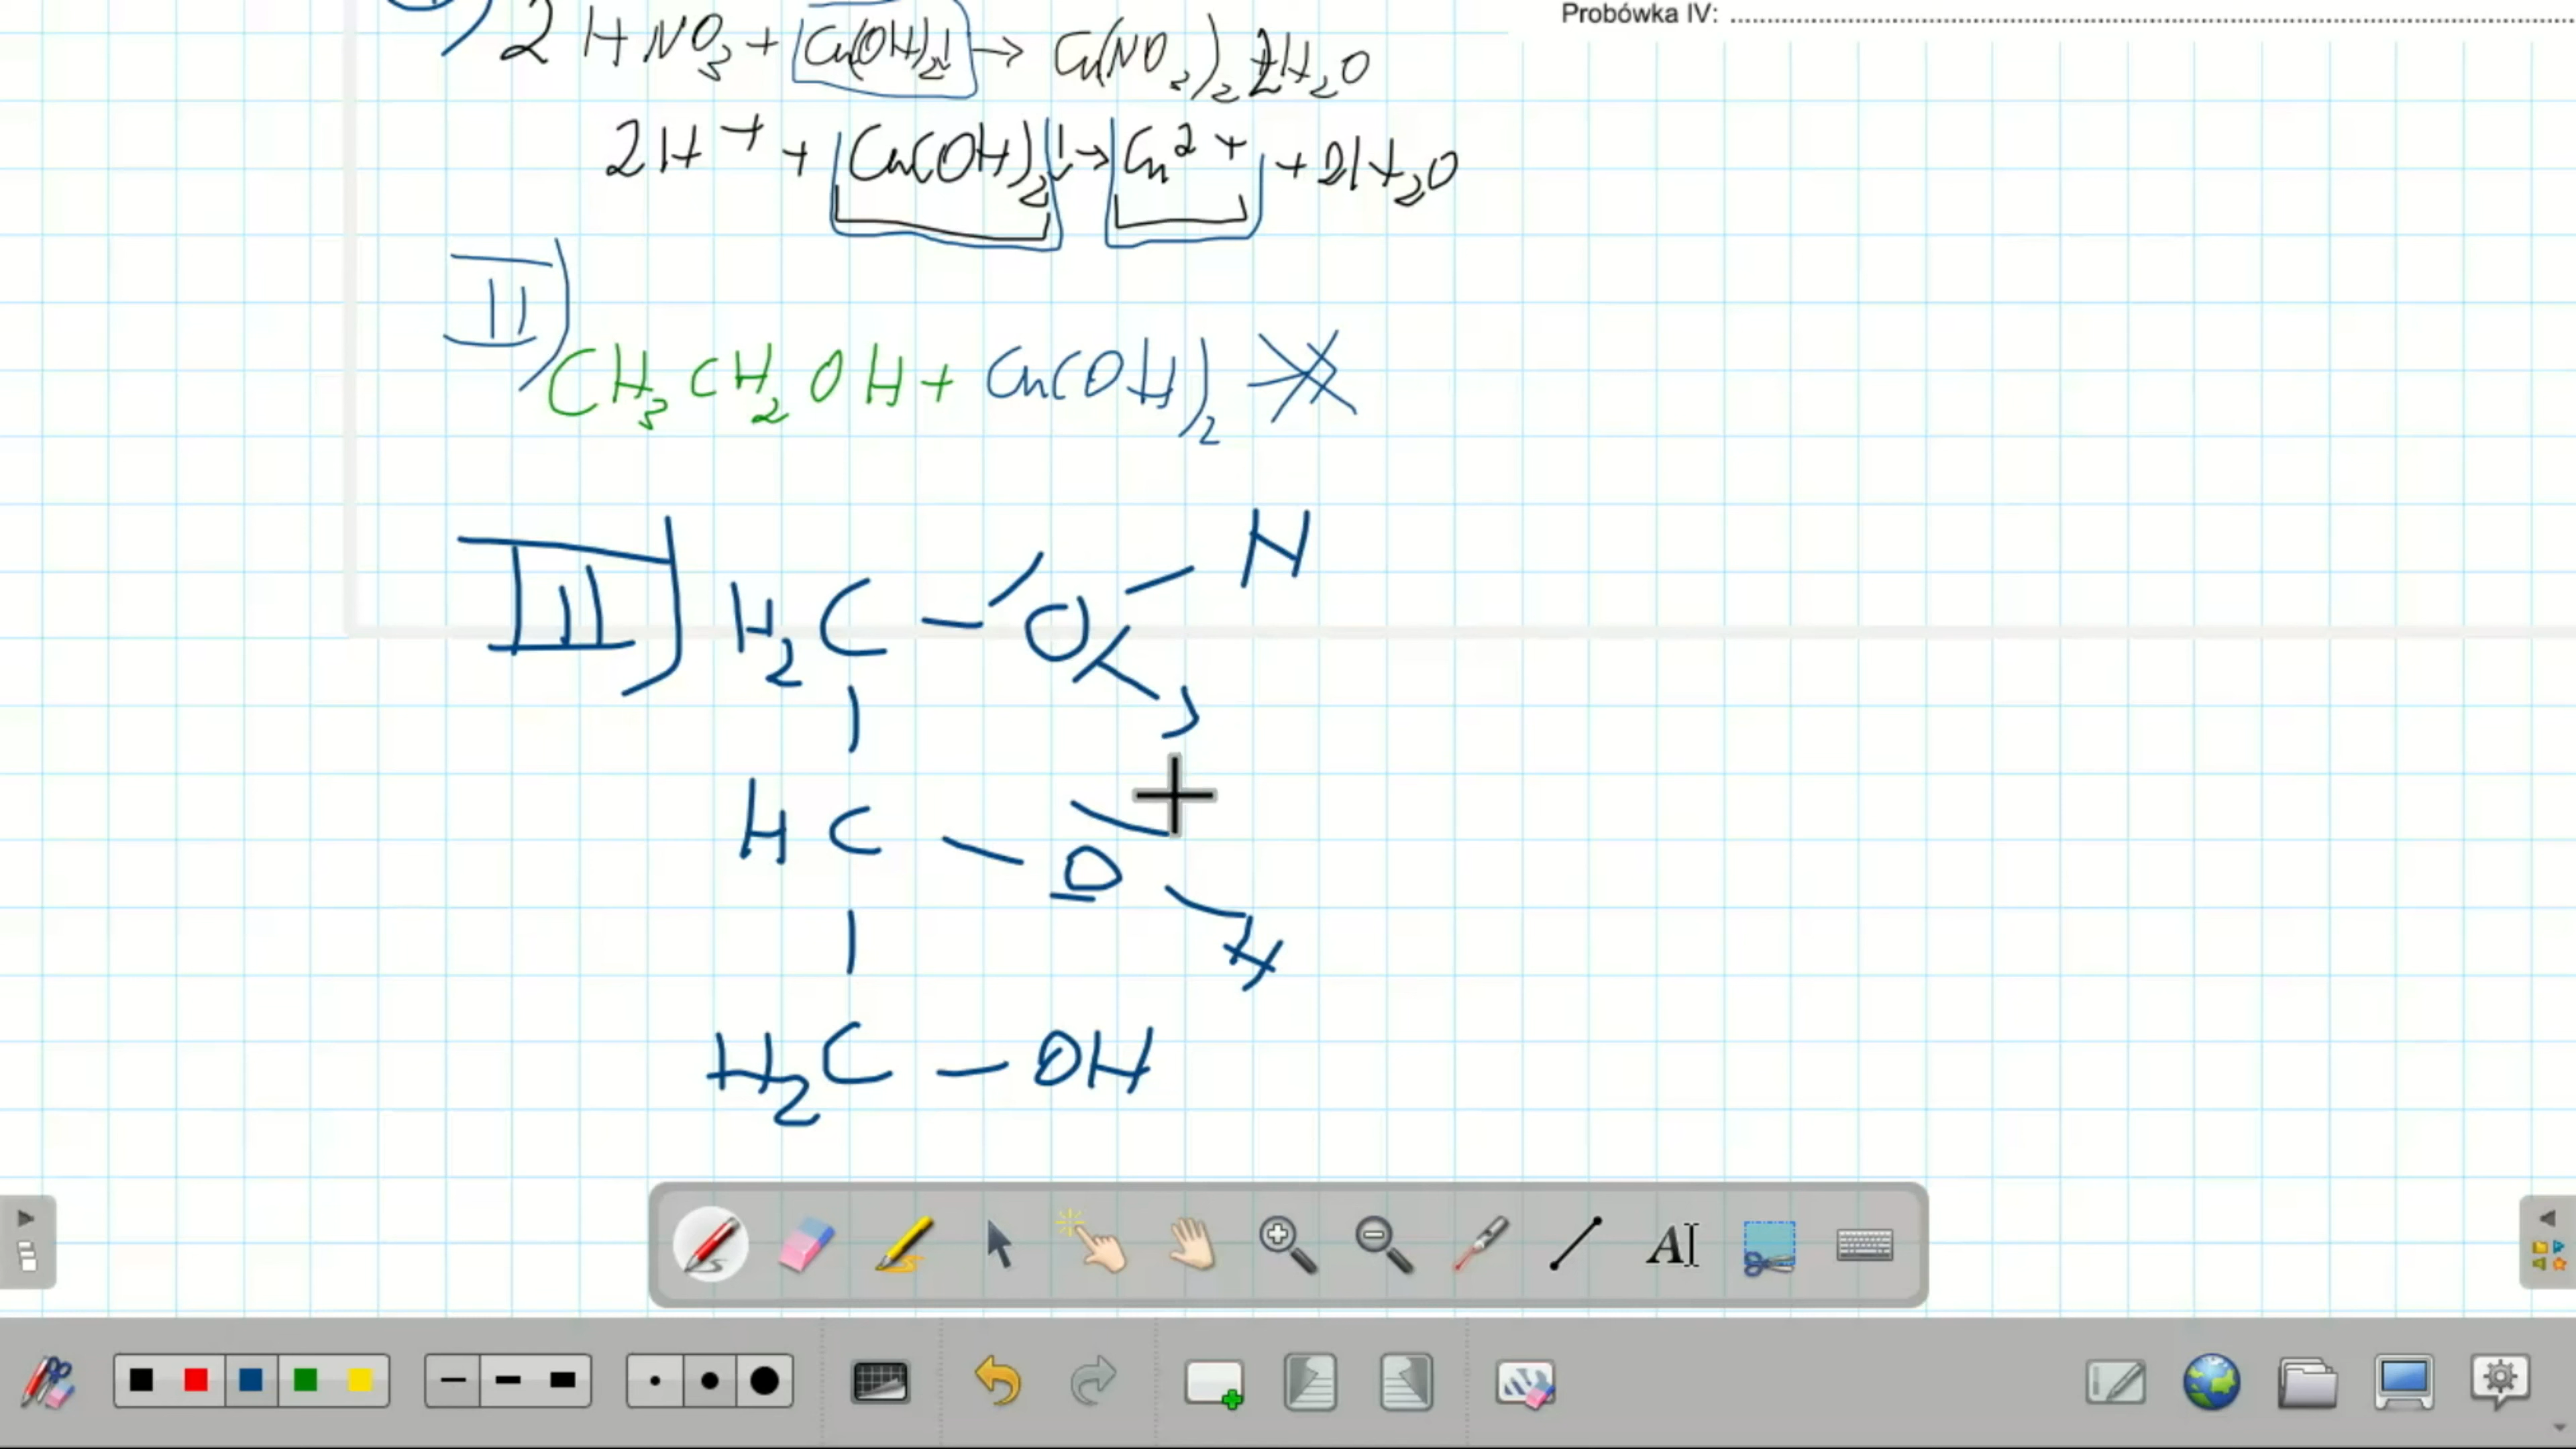 Probówka IV: ........................................
2 HNO₃ + Cu(OH)₂↓ → Cu(NO₃)₂ + 2H₂O
2H⁺ + Cu(OH)₂↓ → Cu²⁺ + 2H₂O
II)
CH₃CH₂OH + Cu(OH)₂
III) H₂C – O – H
HC – O – H
H₂C – OH